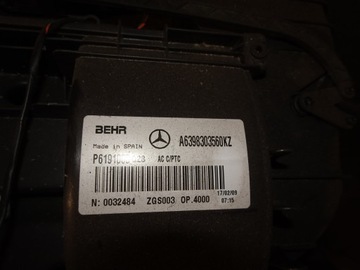 BEHR
Made in SPAIN
A6398303560KZ
AC C/PTC
17/02/09
N: 0032484 ZGS003 OP.4000 07:15